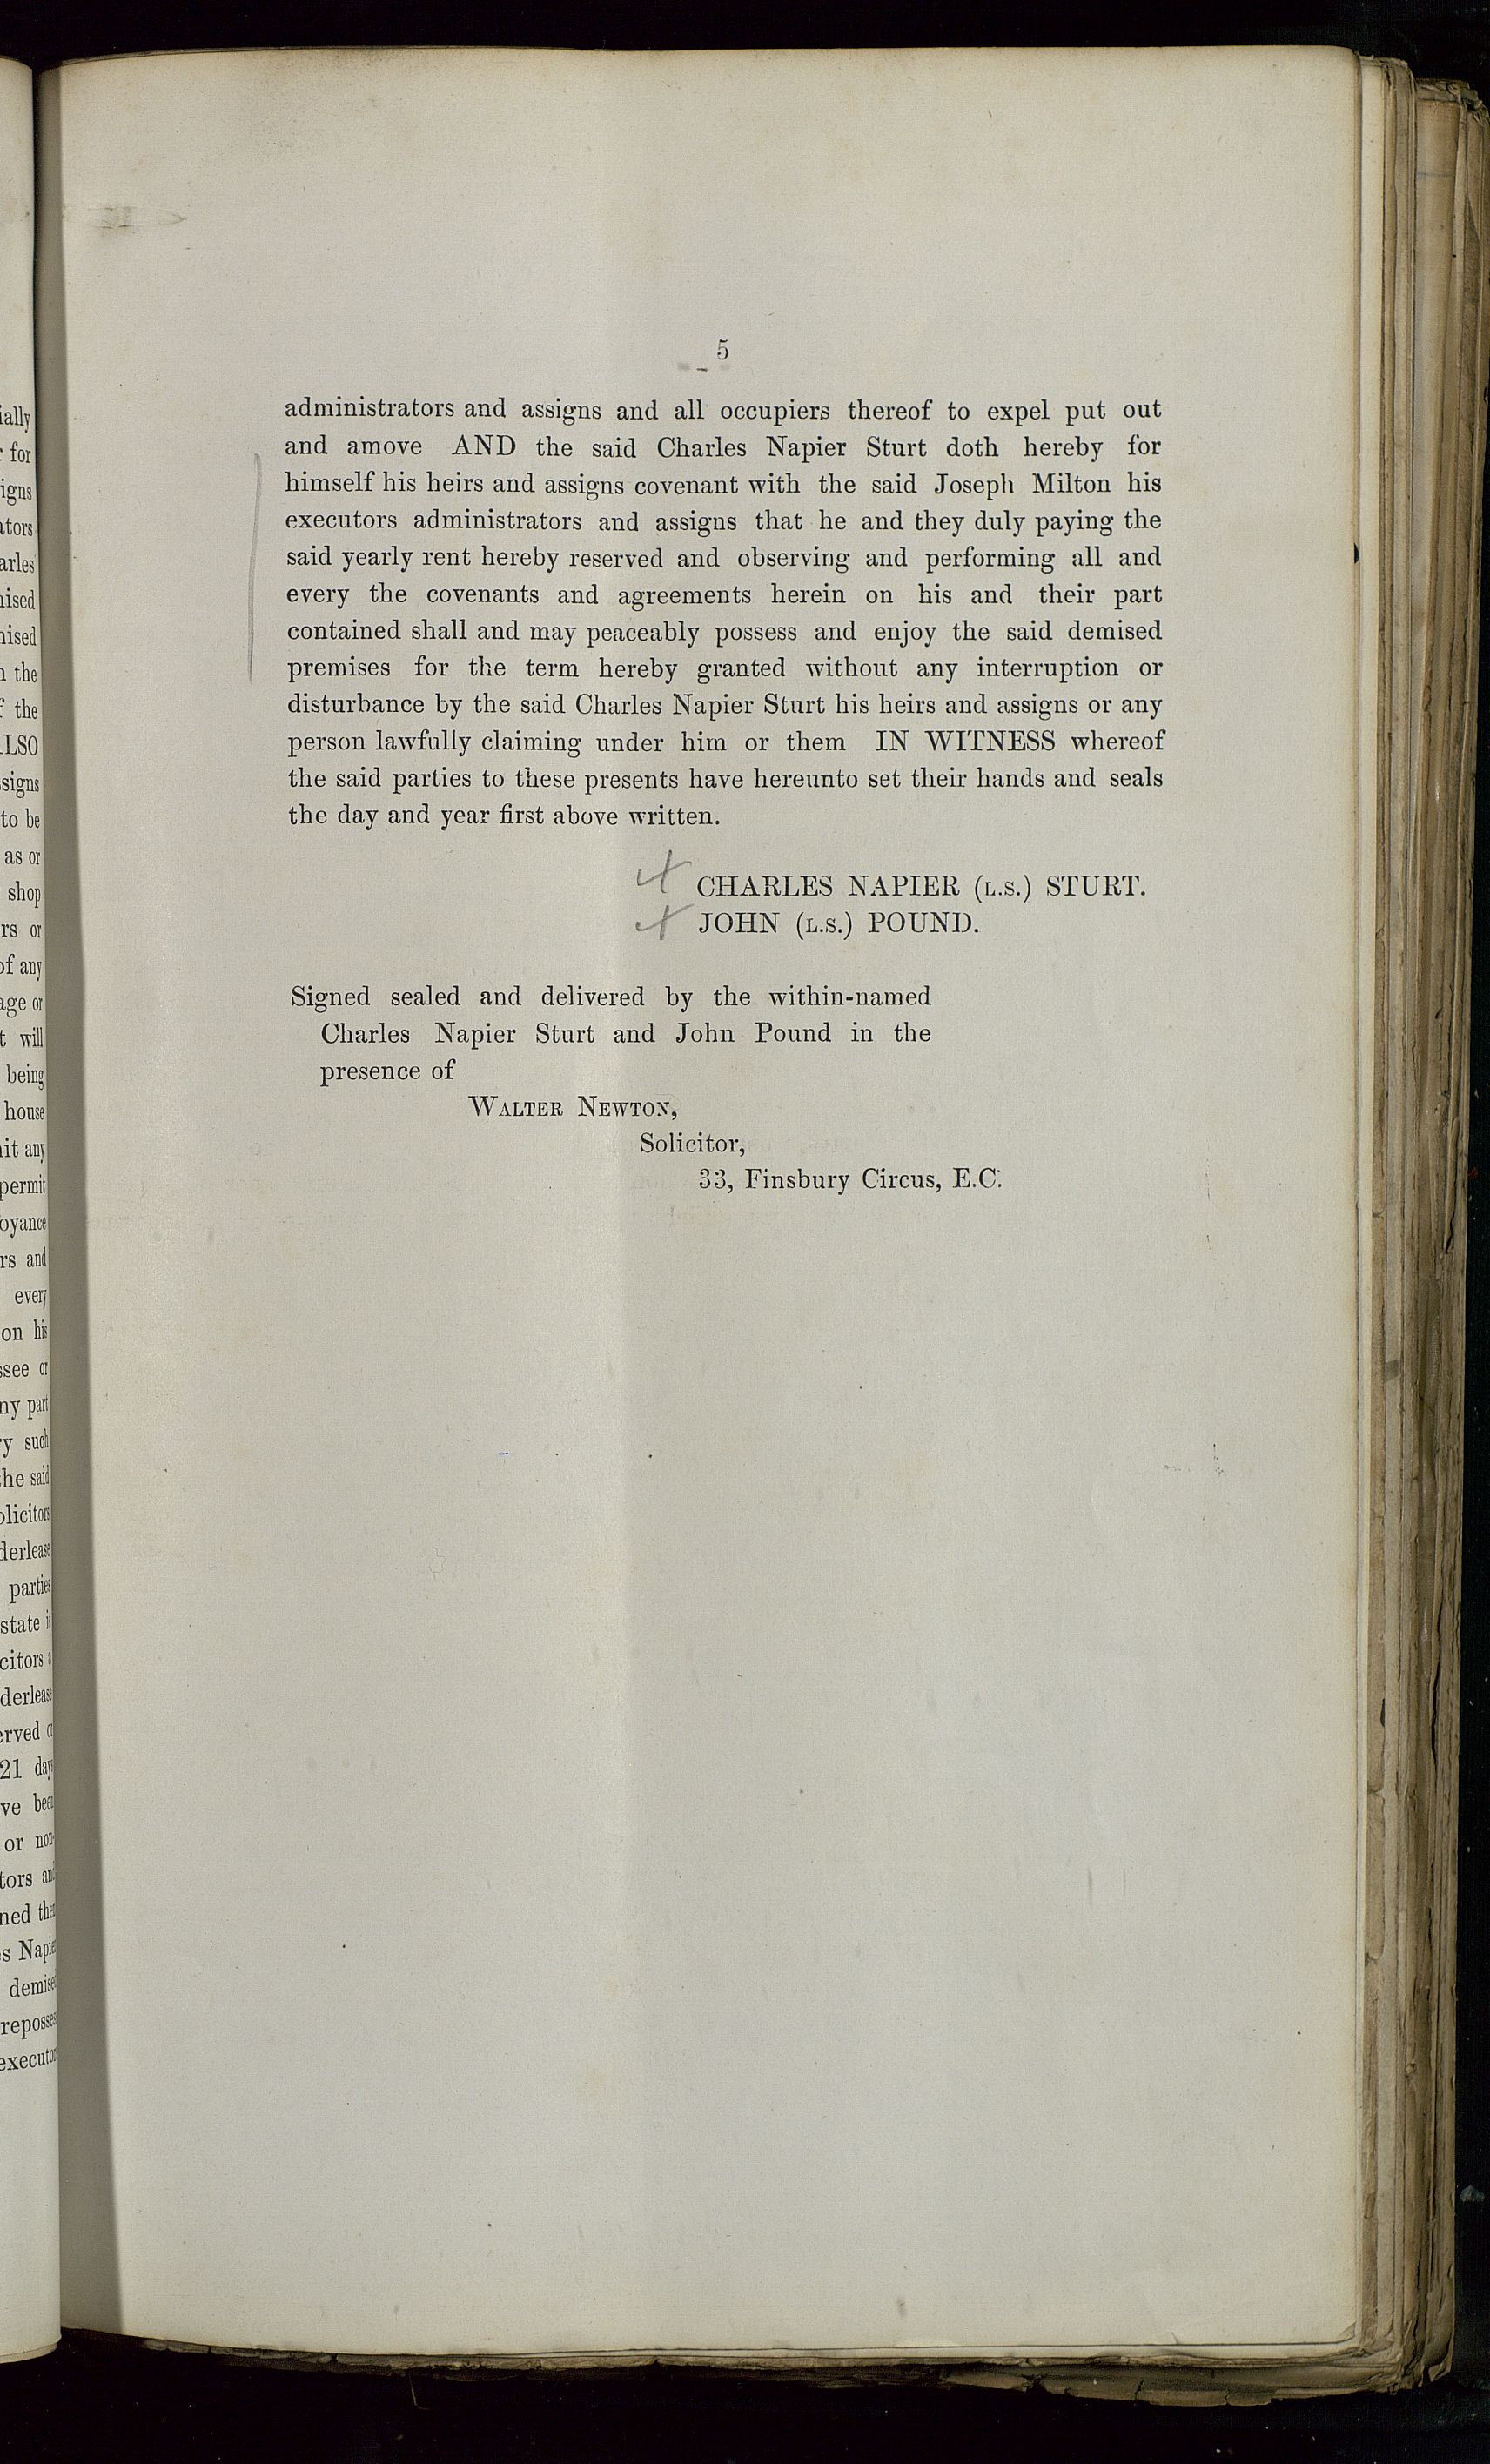 5
administrators and assigns and all occupiers thereof to expel put out
and amove AND the said Charles Napier Sturt doth hereby for
himself his heirs and assigns covenant with the said Joseph Milton his
executors administrators and assigns that he and they duly paying the
said yearly rent hereby reserved and observing and performing all and
every the covenants and agreements herein on his and their part
contained shall and may peaceably possess and enjoy the said demised
premises for the term hereby granted without any interruption or
disturbance by the said Charles Napier Sturt his heirs and assigns or any
person lawfully claiming under him or them IN WITNESS whereof
the said parties to these presents have hereunto set their hands and seals
the day and year first above written.
CHARLES NAPIER (L.S.) STURT.
JOHN (L.S.) POUND.
Signed sealed and delivered by the within-named
Charles Napier Sturt and John Pound in the
presence of
WALTER NEWTON,
Solicitor,
33, Finsbury Circus, E.C.